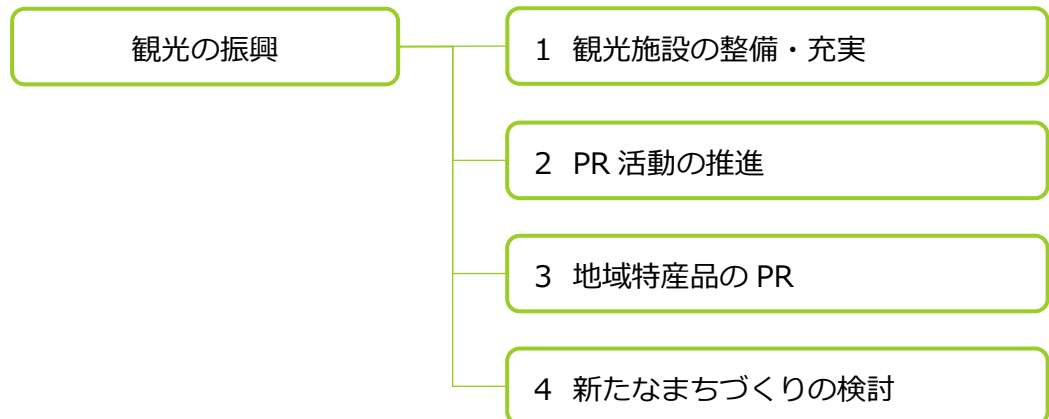 観光の振興
1 観光施設の整備・充実
2 PR 活動の推進
3 地域特産品の PR
4 新たなまちづくりの検討